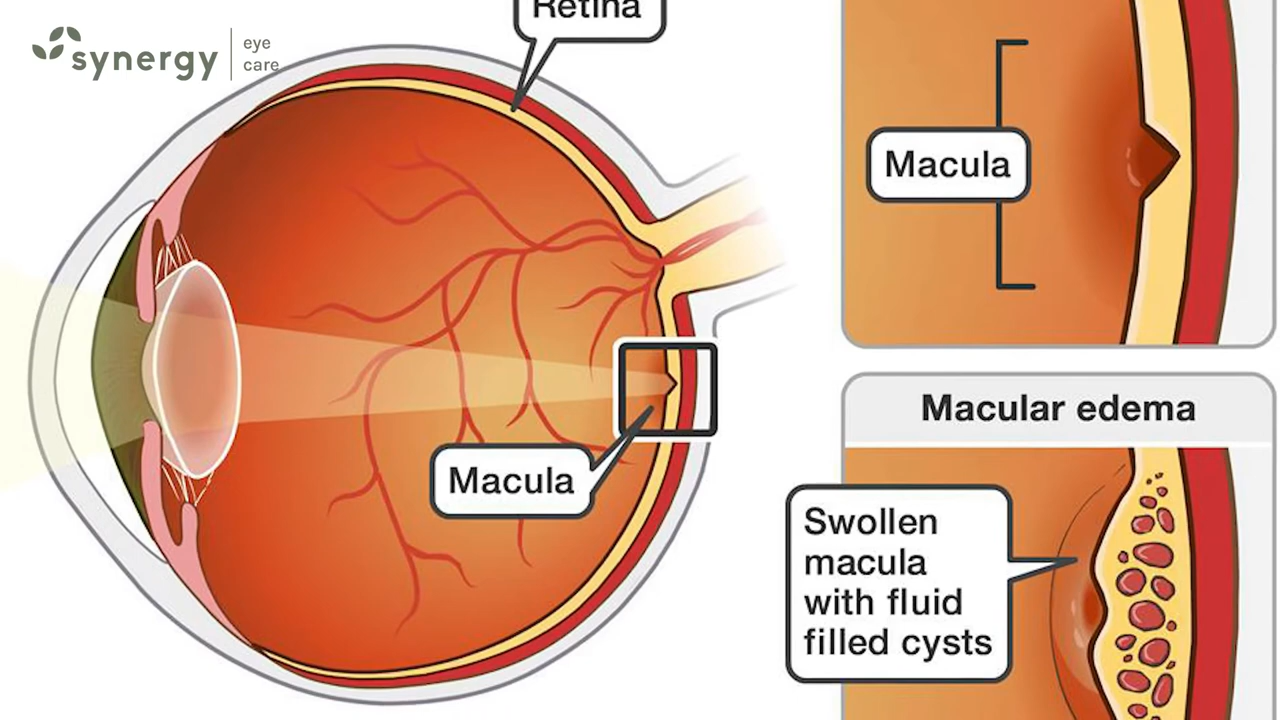 synergy
eye
care
Retina
Macula
Macula
Macular edema
Swollen
macula
with fluid
filled cysts